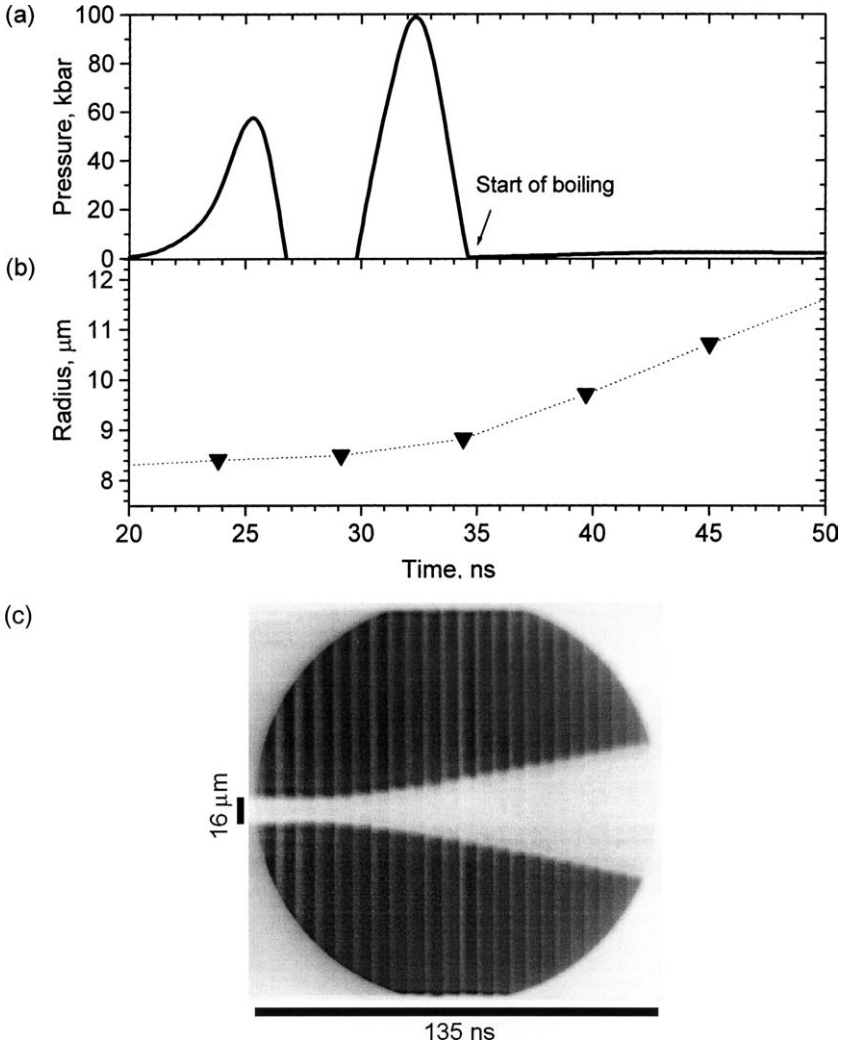 (a)
100
80
60
40
20
0
Pressure, kbar
Start of boiling
(b)
12
11
10
9
8
Radius, μm
20 25 30 35 40 45 50
Time, ns
(c)
16 μm
135 ns